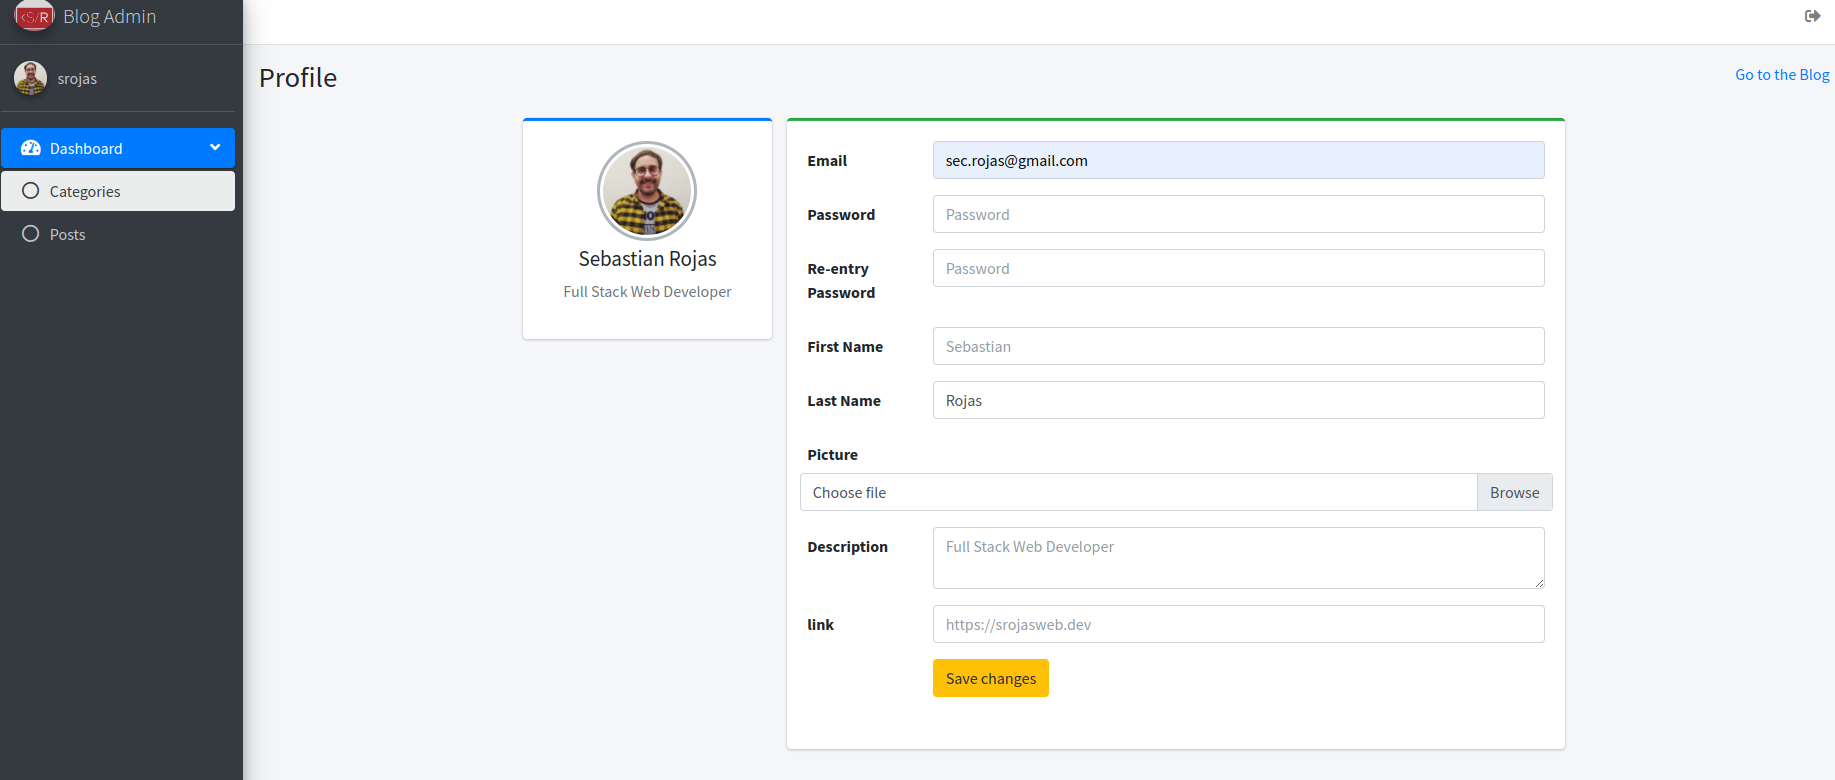 <S/R Blog Admin
srojas
Dashboard
Categories
Posts
Profile
Go to the Blog
Sebastian Rojas
Full Stack Web Developer
Email sec.rojas@gmail.com
Password Password
Re-entry Password
Password
First Name Sebastian
Last Name Rojas
Picture
Choose file Browse
Description Full Stack Web Developer
link https://srojasweb.dev
Save changes